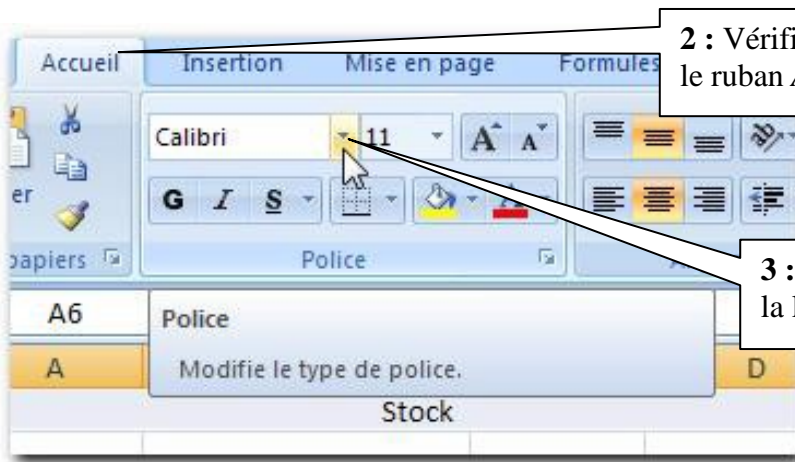 2 : Vérifi
le ruban A
Accueil Insertion Mise en page Formules
Calibri 11 A A
er G I S A
papiers Police
3 :
la
A6 Police
Modifie le type de police.
A D
Stock